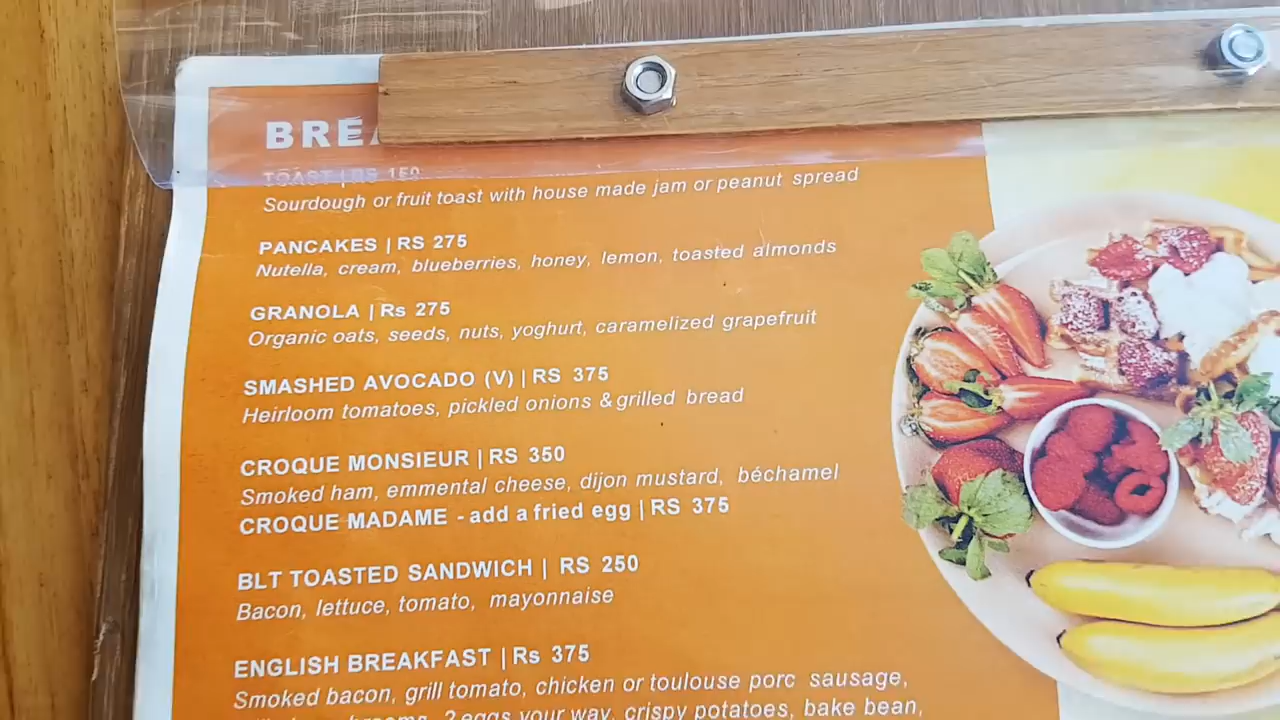 TOAST | RS 150
Sourdough or fruit toast with house made jam or peanut spread
PANCAKES | RS 275
Nutella, cream, blueberries, honey, lemon, toasted almonds
GRANOLA | Rs 275
Organic oats, seeds, nuts, yoghurt, caramelized grapefruit
SMASHED AVOCADO (V) | RS 375
Heirloom tomatoes, pickled onions & grilled bread
CROQUE MONSIEUR | RS 350
Smoked ham, emmental cheese, dijon mustard, béchamel
CROQUE MADAME - add a fried egg | RS 375
BLT TOASTED SANDWICH | RS 250
Bacon, lettuce, tomato, mayonnaise
ENGLISH BREAKFAST | Rs 375
Smoked bacon, grill tomato, chicken or toulouse porc sausage,
2 eggs your way, crispy potatoes, bake bean,